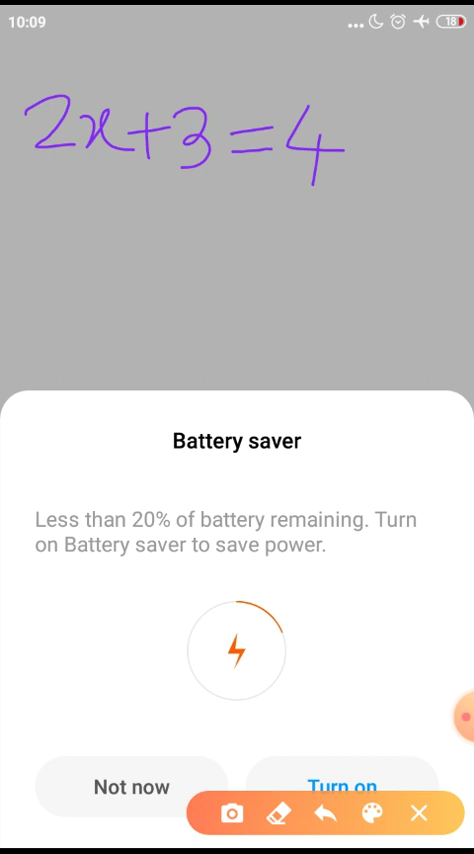 10:09 18
2x+3=4
Battery saver
Less than 20% of battery remaining. Turn
on Battery saver to save power.
Not now Turn on